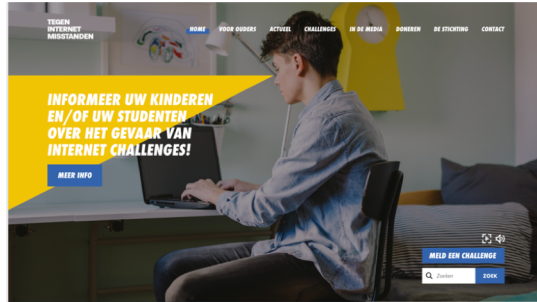 TEGEN
INTERNET
MISSTANDEN
HOME VOOR OUDERS ACTUEEL CHALLENGES IN DE MEDIA DONEREN DE STICHTING CONTACT
INFORMEER UW KINDEREN
EN/OF UW STUDENTEN
OVER HET GEVAAR VAN
INTERNET CHALLENGES!
MEER INFO
MELD EEN CHALLENGE
Zoeken ZOEK